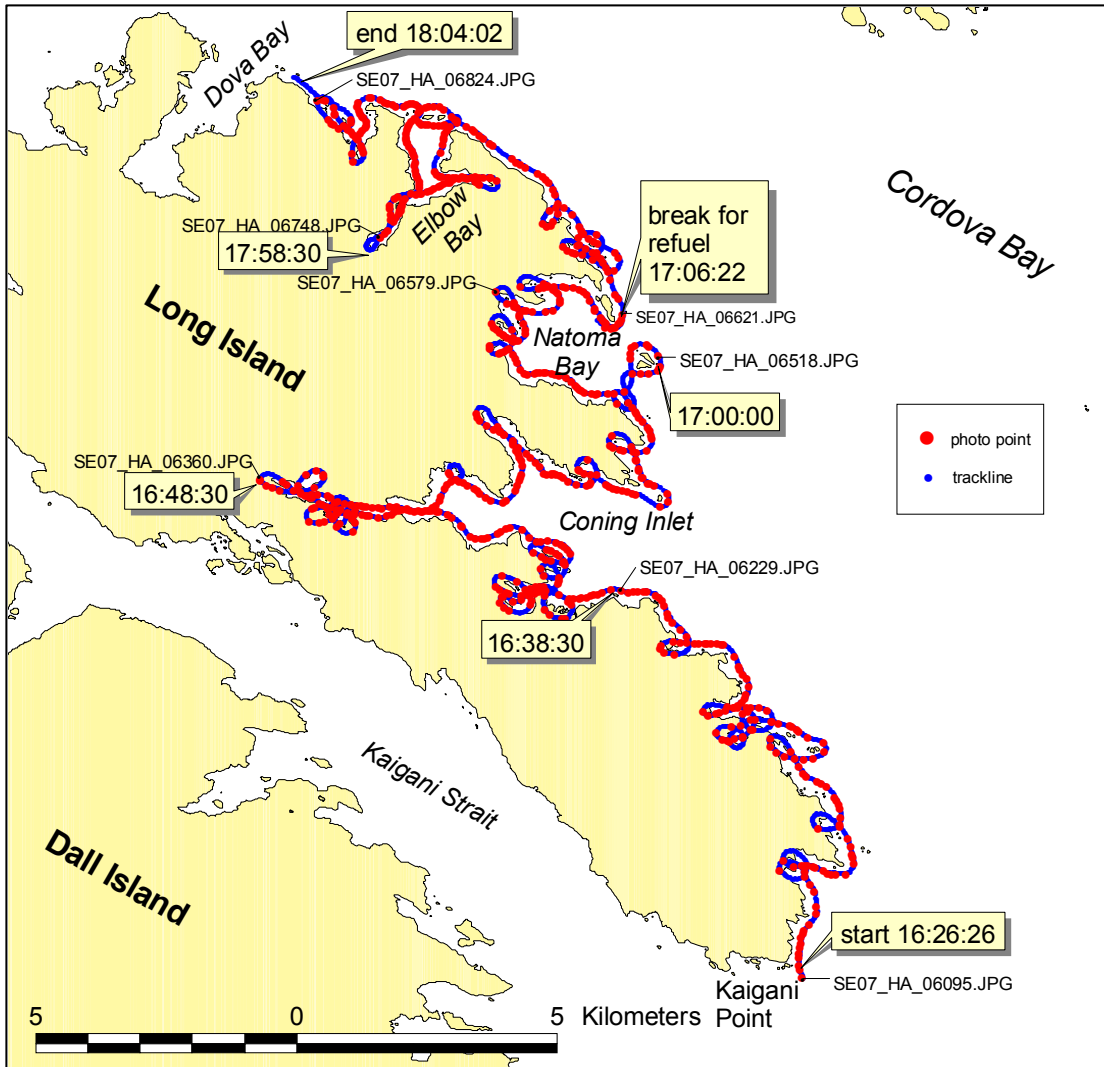 end 18:04:02
Dova Bay
SE07_HA_06824.JPG
Cordova Bay
break for
refuel
17:06:22
Elbow
Bay
SE07_HA_06748.JPG
17:58:30
SE07_HA_06579.JPG
SE07_HA_06621.JPG
Long Island
Natoma
Bay
SE07_HA_06518.JPG
17:00:00
photo point
trackline
SE07_HA_06360.JPG
16:48:30
Coning Inlet
SE07_HA_06229.JPG
16:38:30
Kaigani Strait
Dall Island
start 16:26:26
SE07_HA_06095.JPG
Kaigani
Point
5 0 5 Kilometers